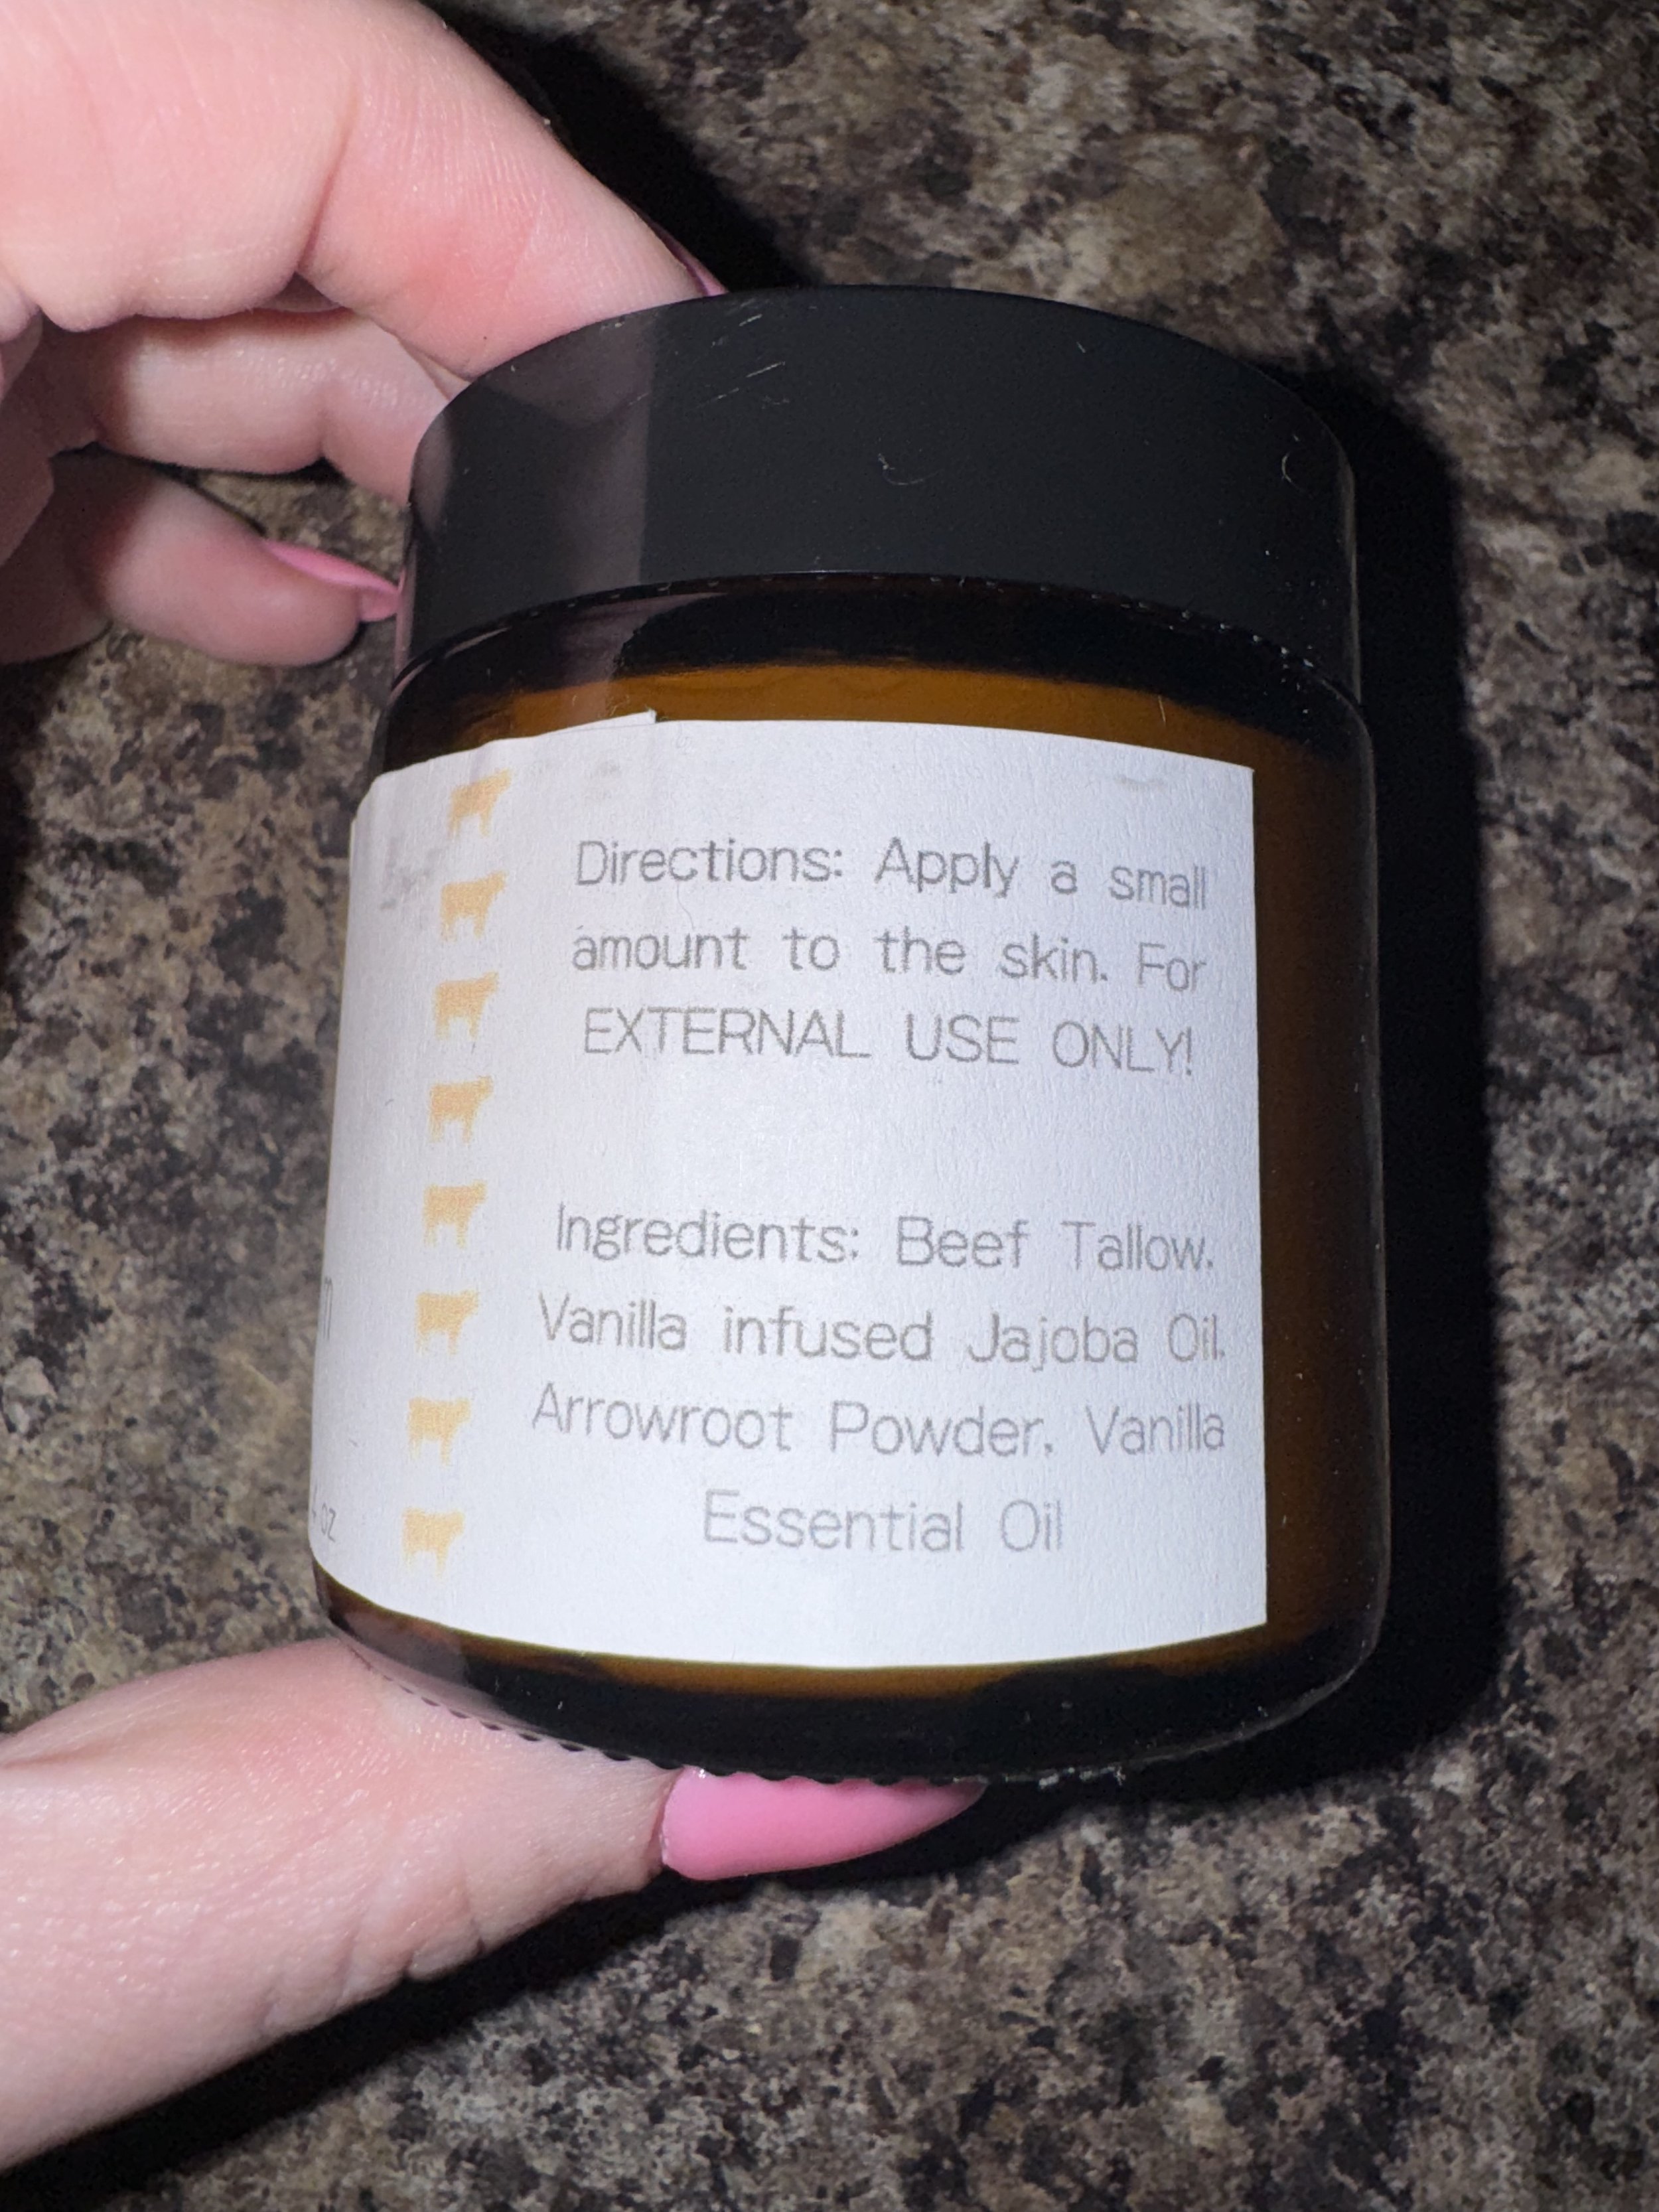 Directions: Apply a small
amount to the skin. For
EXTERNAL USE ONLY!
Ingredients: Beef Tallow,
Vanilla infused Jajoba Oil,
Arrowroot Powder, Vanilla
Essential Oil
oz